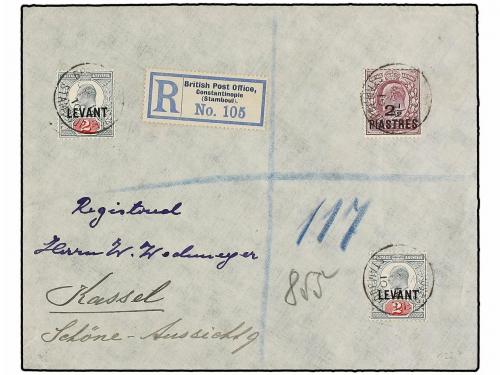 British Post Office,
Constantinople
(Stamboul).
R No. 105
LEVANT
2½
PIASTRES
Registered
Herrn W. Wedemeyer
117
Kassel
855
LEVANT
Schöne-Aussicht 9